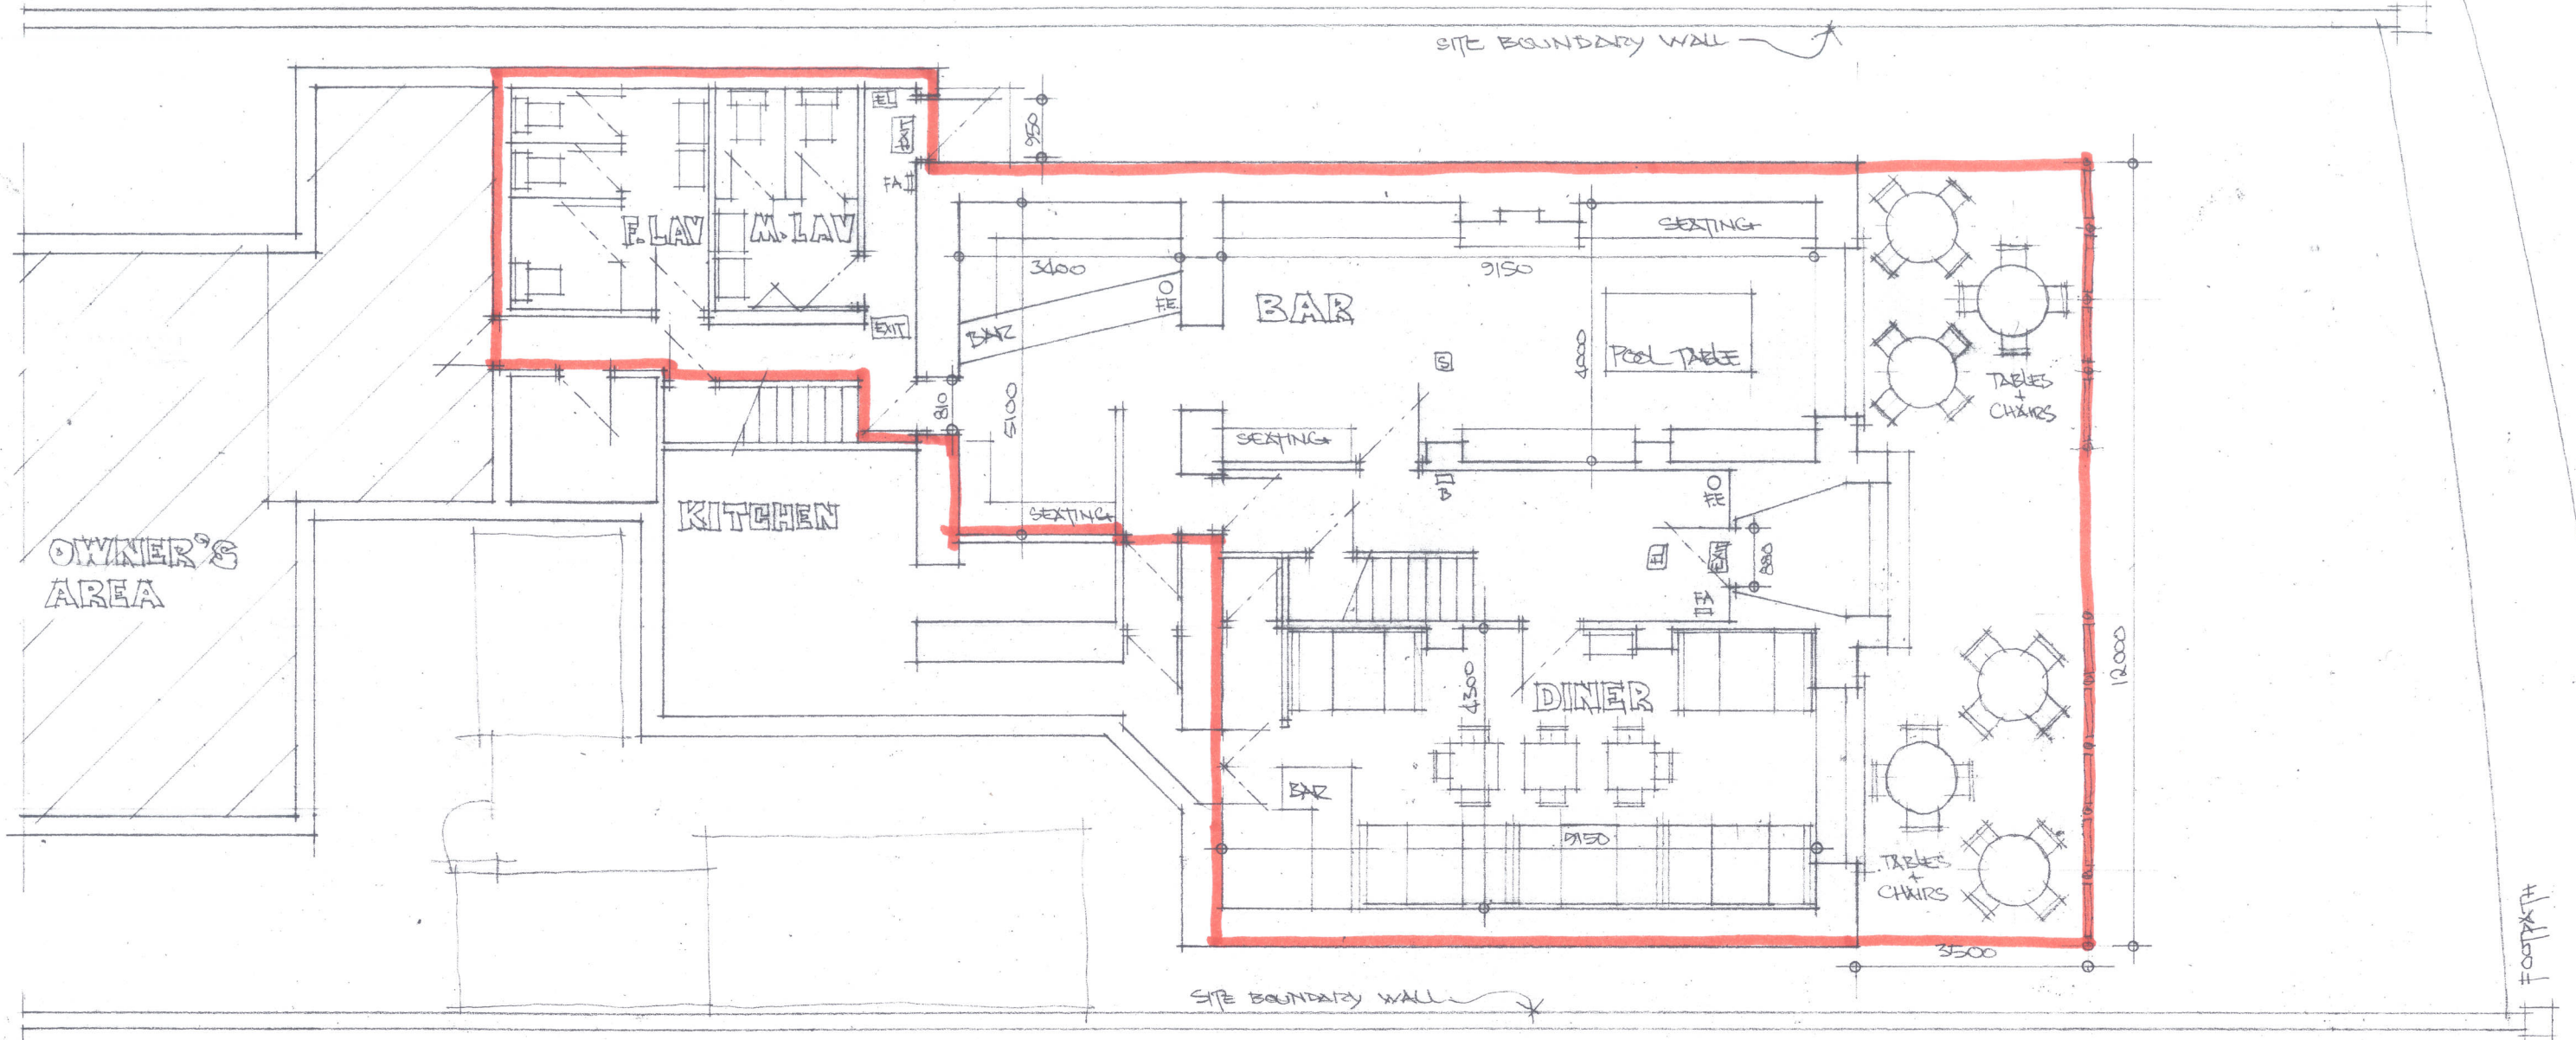 SITE BOUNDARY WALL
EL
EXIT
950
FA
F. LAV
M. LAV
SEATING
3400
9150
FE
BAR
BAR
EXIT
S
4000
POOL TABLE
TABLES
+
CHAIRS
810
5100
SEATING
B
FE
KITCHEN
SEATING
OWNER'S
AREA
EL
EXIT
880
FA
12000
4300
DINER
BAR
9150
TABLES
+
CHAIRS
FOOTPATH
3500
SITE BOUNDARY WALL